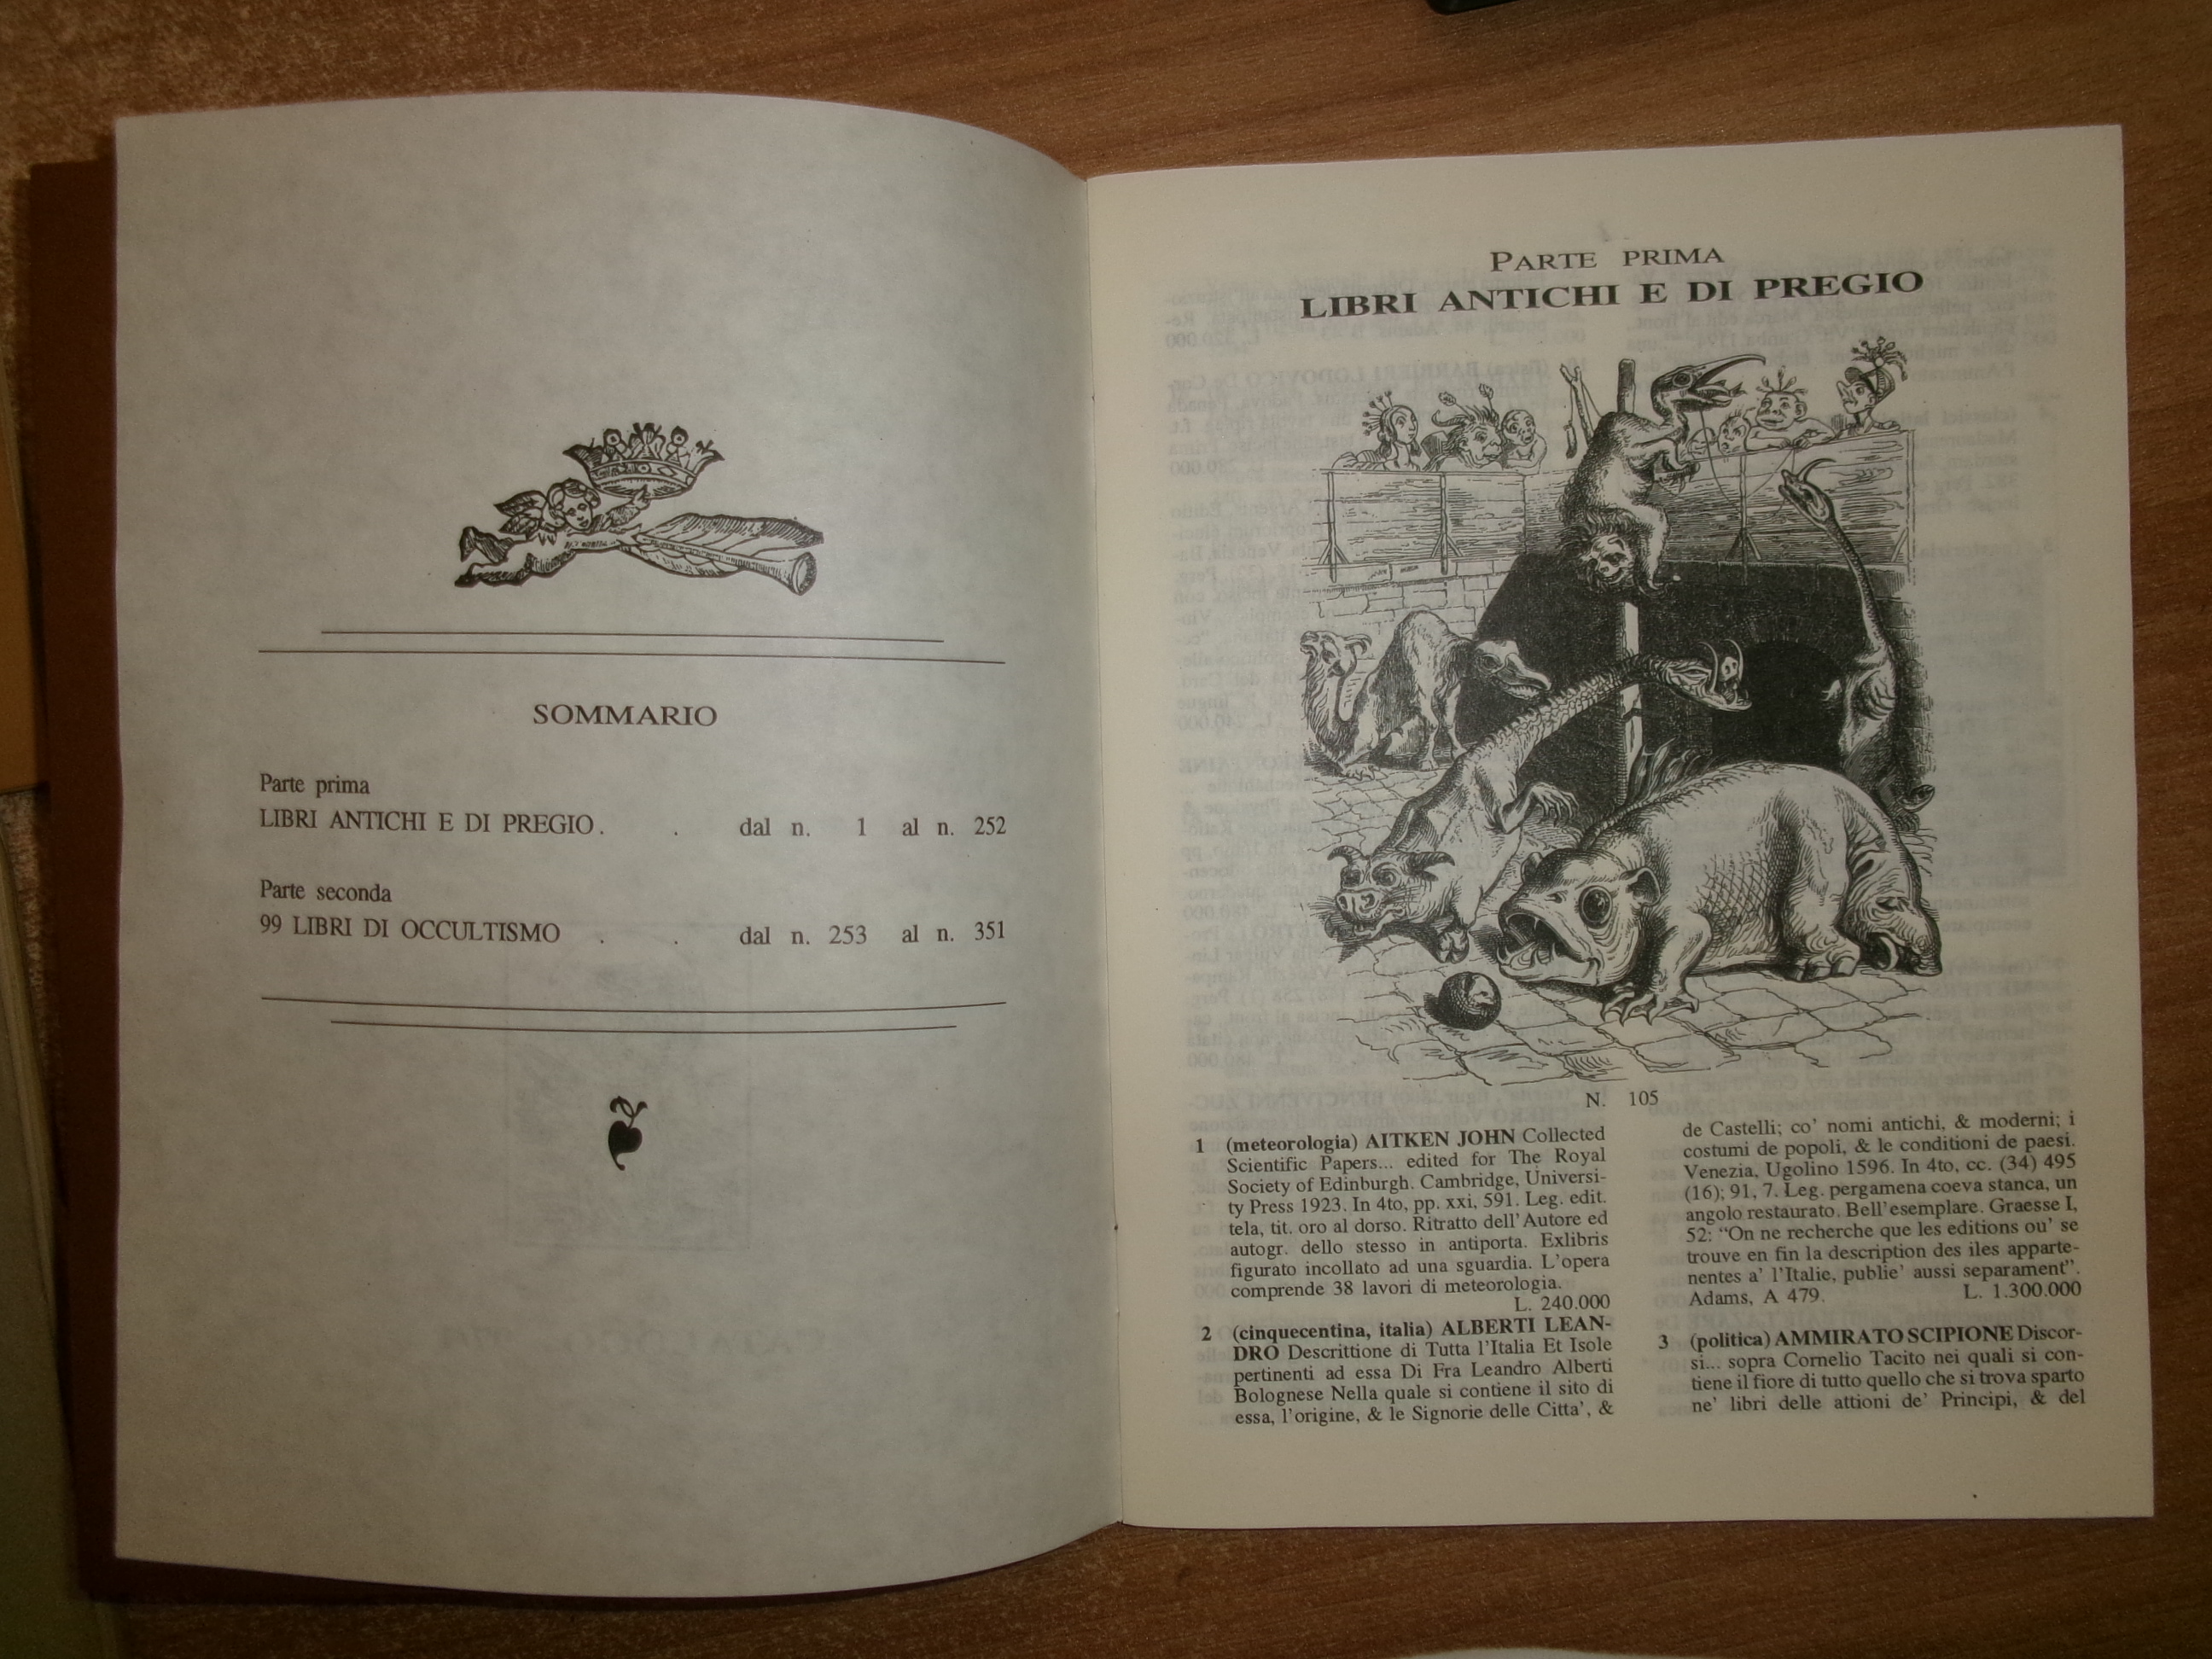 SOMMARIO
Parte prima
LIBRI ANTICHI E DI PREGIO . . dal n. 1 al n. 252
Parte seconda
99 LIBRI DI OCCULTISMO . . dal n. 253 al n. 351
PARTE PRIMA
LIBRI ANTICHI E DI PREGIO
N. 105
1 (meteorologia) AITKEN JOHN Collected
Scientific Papers... edited for The Royal
Society of Edinburgh. Cambridge, Universi-
ty Press 1923. In 4to, pp. xxi, 591. Leg. edit.
tela, tit. oro al dorso. Ritratto dell'Autore ed
autogr. dello stesso in antiporta. Exlibris
figurato incollato ad una sguardia. L'opera
comprende 38 lavori di meteorologia.
L. 240.000
2 (cinquecentina, italia) ALBERTI LEAN-
DRO Descrittione di Tutta l'Italia Et Isole
pertinenti ad essa Di Fra Leandro Alberti
Bolognese Nella quale si contiene il sito di
essa, l'origine, & le Signorie delle Citta', &
de Castelli; co' nomi antichi, & moderni; i
costumi de popoli, & le conditioni de paesi.
Venezia, Ugolino 1596. In 4to, cc. (34) 495
(16); 91, 7. Leg. pergamena coeva stanca, un
angolo restaurato. Bell'esemplare. Graesse I,
52: "On ne recherche que les editions ou' se
trouve en fin la description des iles apparte-
nentes a' l'Italie, publie' aussi separament".
Adams, A 479. L. 1.300.000
3 (politica) AMMIRATO SCIPIONE Discor-
si... sopra Cornelio Tacito nei quali si con-
tiene il fiore di tutto quello che si trova sparto
ne' libri delle attioni de' Principi, & del